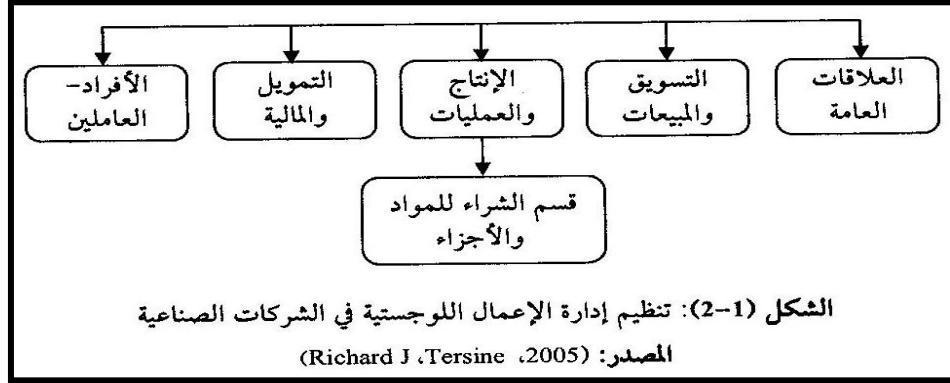 العلاقات
العامة
التسويق
والمبيعات
الإنتاج
والعمليات
التمويل
والمالية
الأفراد-
العاملين
قسم الشراء للمواد
والأجزاء
الشكل (1-2): تنظيم إدارة الإعمال اللوجستية في الشركات الصناعية
المصدر: (Richard J ،Tersine ،2005)